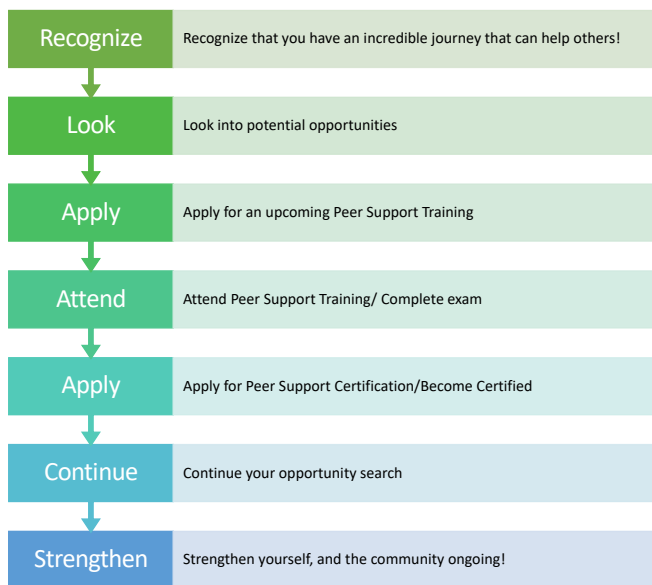 Recognize
Recognize that you have an incredible journey that can help others!
Look
Look into potential opportunities
Apply
Apply for an upcoming Peer Support Training
Attend
Attend Peer Support Training/ Complete exam
Apply
Apply for Peer Support Certification/Become Certified
Continue
Continue your opportunity search
Strengthen
Strengthen yourself, and the community ongoing!